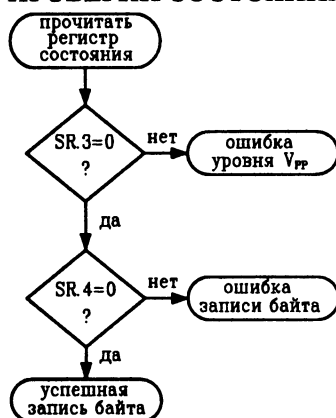 прочитать
регистр
состояния
SR.3=0
?
нет
ошибка
уровня VPP
да
SR.4=0
?
нет
ошибка
записи байта
да
успешная
запись байта